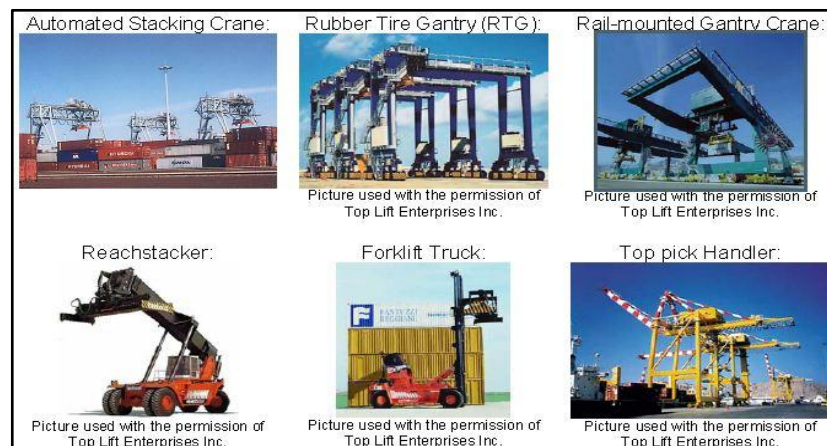 Automated Stacking Crane:
Rubber Tire Gantry (RTG):
Rail-mounted Gantry Crane:
Picture used with the permission of
Top Lift Enterprises Inc.
Picture used with the permission of
Top Lift Enterprises Inc.
Reachstacker:
Forklift Truck:
Top pick Handler:
F
FANTUZZI
REGGIANE
Picture used with the permission of
Top Lift Enterprises Inc.
Picture used with the permission of
Top Lift Enterprises Inc.
Picture used with the permission of
Top Lift Enterprises Inc.